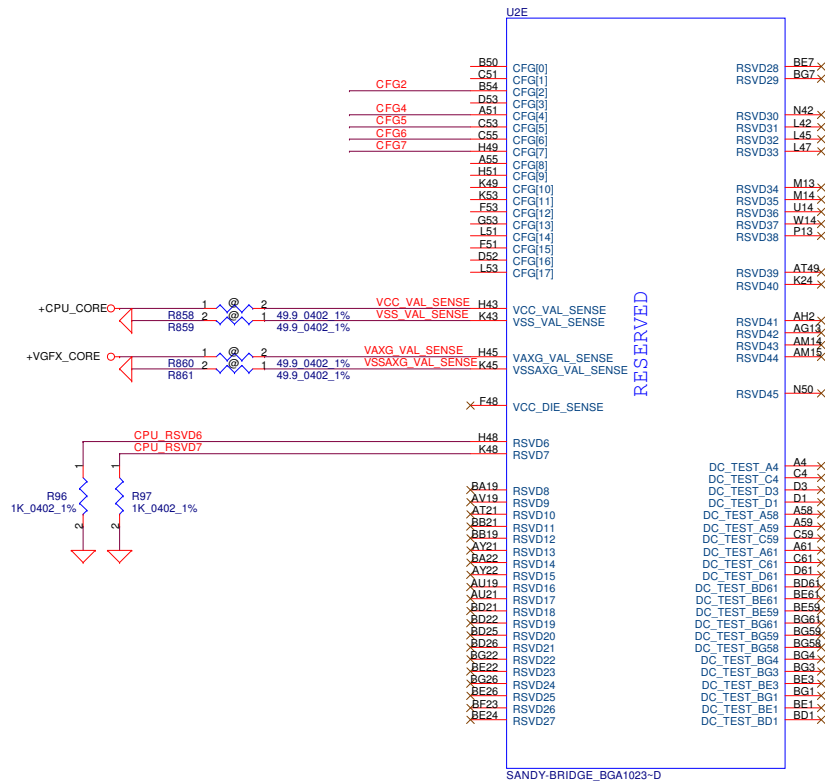 U2E
B50 CFG[0]
C51 CFG[1]
CFG2 B54 CFG[2]
D53 CFG[3]
CFG4 A51 CFG[4]
CFG5 C53 CFG[5]
CFG6 C55 CFG[6]
CFG7 H49 CFG[7]
A55 CFG[8]
H51 CFG[9]
K49 CFG[10]
K53 CFG[11]
F53 CFG[12]
G53 CFG[13]
L51 CFG[14]
F51 CFG[15]
D52 CFG[16]
L53 CFG[17]
+CPU_CORE 1 @ 2 VCC_VAL_SENSE H43 VCC_VAL_SENSE
R858 49.9_0402_1%
2 @ 1 VSS_VAL_SENSE K43 VSS_VAL_SENSE
R859 49.9_0402_1%
+VGFX_CORE 1 @ 2 VAXG_VAL_SENSE H45 VAXG_VAL_SENSE
R860 49.9_0402_1%
2 @ 1 VSSAXG_VAL_SENSE K45 VSSAXG_VAL_SENSE
R861 49.9_0402_1%
F48 VCC_DIE_SENSE
CPU_RSVD6 H48 RSVD6
CPU_RSVD7 K48 RSVD7
1 1
R96 R97
1K_0402_1% 1K_0402_1%
2 2
BA19 RSVD8
AV19 RSVD9
AT21 RSVD10
BB21 RSVD11
BB19 RSVD12
AY21 RSVD13
BA22 RSVD14
AY22 RSVD15
AU19 RSVD16
AU21 RSVD17
BD21 RSVD18
BD22 RSVD19
BD25 RSVD20
BD26 RSVD21
BG22 RSVD22
BE22 RSVD23
BG26 RSVD24
BE26 RSVD25
BF23 RSVD26
BE24 RSVD27
RESERVED
RSVD28 BE7
RSVD29 BG7
RSVD30 N42
RSVD31 L42
RSVD32 L45
RSVD33 L47
RSVD34 M13
RSVD35 M14
RSVD36 U14
RSVD37 W14
RSVD38 P13
RSVD39 AT49
RSVD40 K24
RSVD41 AH2
RSVD42 AG13
RSVD43 AM14
RSVD44 AM15
RSVD45 N50
DC_TEST_A4 A4
DC_TEST_C4 C4
DC_TEST_D3 D3
DC_TEST_D1 D1
DC_TEST_A58 A58
DC_TEST_A59 A59
DC_TEST_C59 C59
DC_TEST_A61 A61
DC_TEST_C61 C61
DC_TEST_D61 D61
DC_TEST_BD61 BD61
DC_TEST_BE61 BE61
DC_TEST_BE59 BE59
DC_TEST_BG61 BG61
DC_TEST_BG59 BG59
DC_TEST_BG58 BG58
DC_TEST_BG4 BG4
DC_TEST_BG3 BG3
DC_TEST_BE3 BE3
DC_TEST_BG1 BG1
DC_TEST_BE1 BE1
DC_TEST_BD1 BD1
SANDY-BRIDGE_BGA1023~D